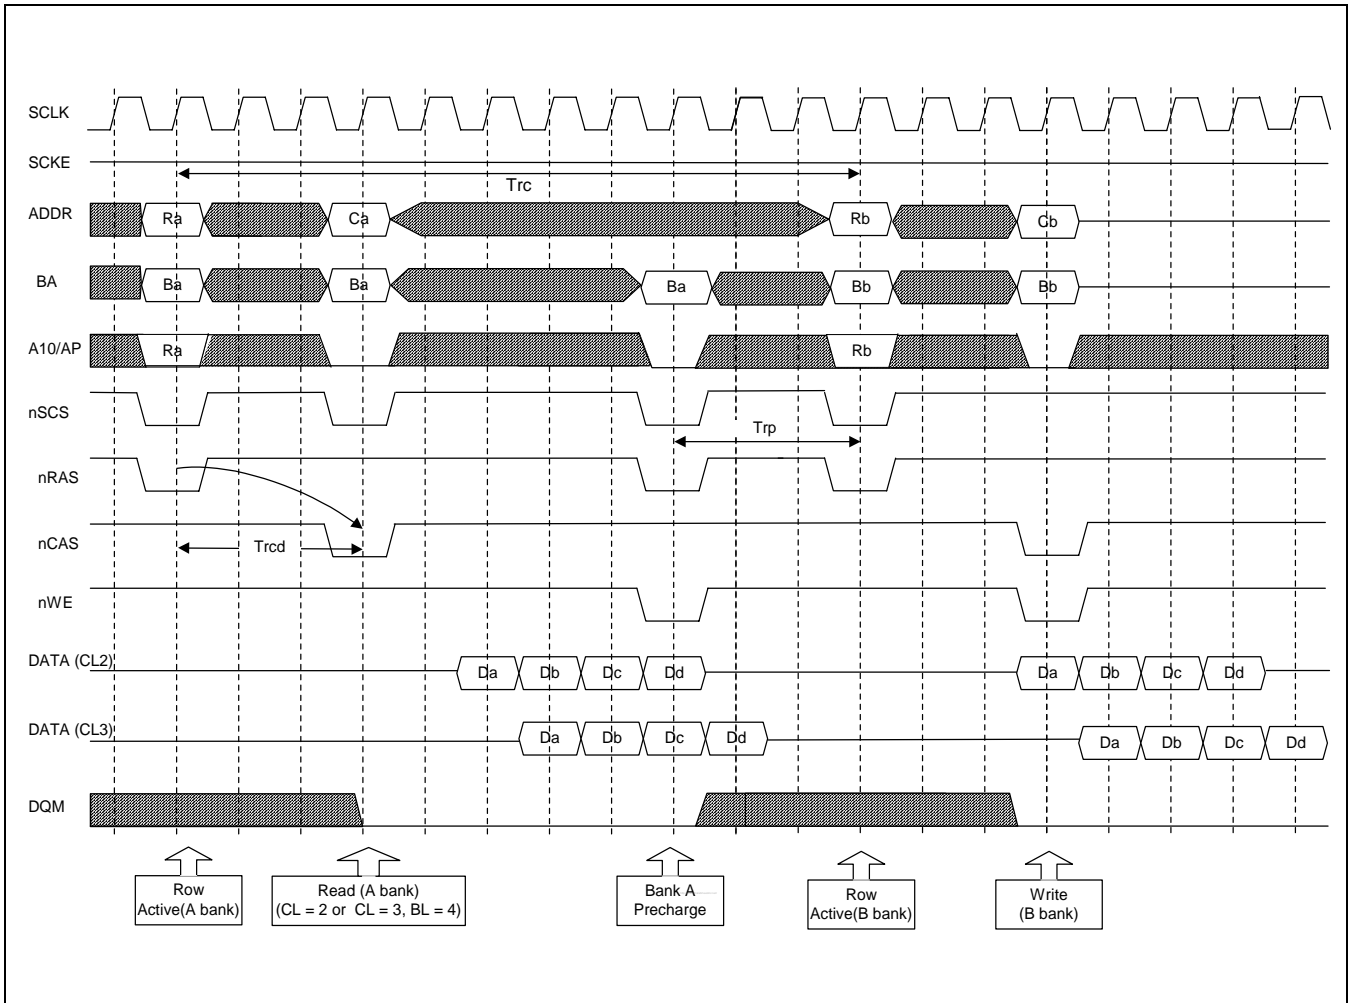 SCLK
SCKE
Trc
ADDR Ra Ca Rb Cb
BA Ba Ba Ba Bb Bb
A10/AP Ra Rb
nSCS
Trp
nRAS
nCAS
Trcd
nWE
DATA (CL2) Da Db Dc Dd Da Db Dc Dd
DATA (CL3) Da Db Dc Dd Da Db Dc Dd
DQM
Row
Active(A bank)
Read (A bank)
(CL = 2 or CL = 3, BL = 4)
Bank A
Precharge
Row
Active(B bank)
Write
(B bank)